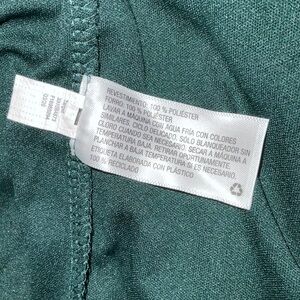 REVESTIMIENTO: 100 % POLIÉSTER
FORRO: 100 % POLIÉSTER
LAVAR A MÁQUINA CON AGUA FRÍA CON COLORES
SIMILARES. CICLO DELICADO. SOLO BLANQUEADOR SIN
CLORO CUANDO SEA NECESARIO. SECAR A MÁQUINA A
TEMPERATURA BAJA. RETIRAR OPORTUNAMENTE.
PLANCHAR A BAJA TEMPERATURA SI ES NECESARIO.
ETIQUETA ELABORADA CON PLÁSTICO
100 % RECICLADO